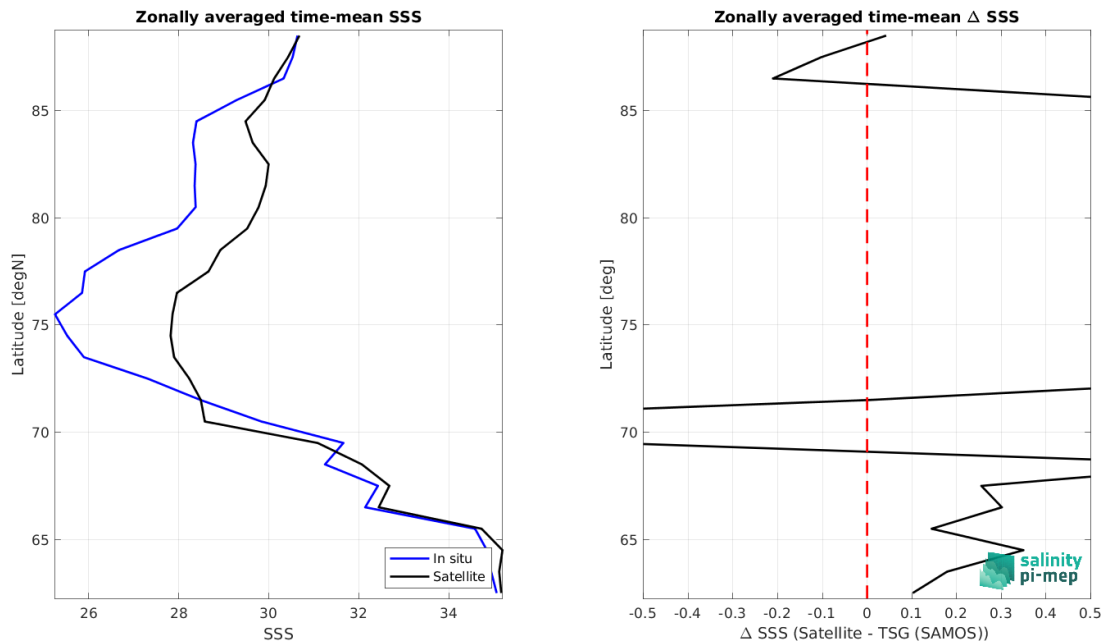 Zonally averaged time-mean SSS
Latitude [degN]
85
80
75
70
65
26 28 30 32 34
SSS
In situ
Satellite
Zonally averaged time-mean Δ SSS
Latitude [deg]
85
80
75
70
65
-0.5 -0.4 -0.3 -0.2 -0.1 0 0.1 0.2 0.3 0.4 0.5
Δ SSS (Satellite - TSG (SAMOS))
salinity
pi-mep